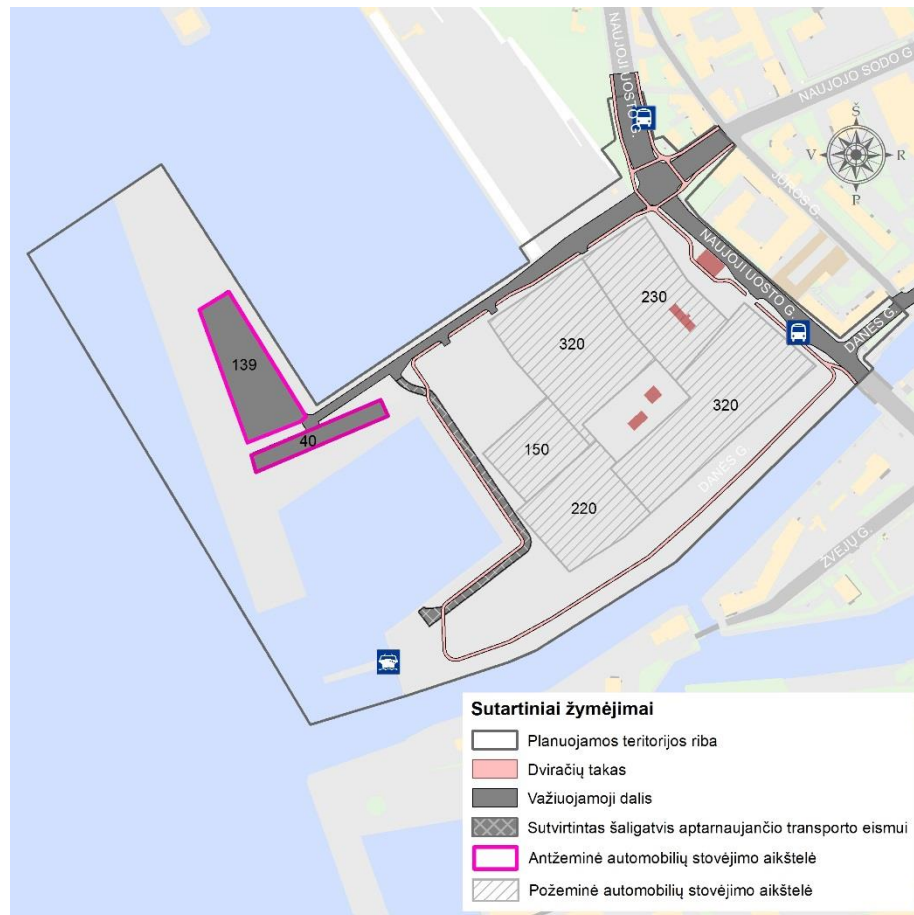 NAUJOJI UOSTO G.
NAUJOJO SODO G.
Š
V
R
P
JŪROS G.
NAUJOJI UOSTO G.
DANĖS G.
230
320
139
320
40
150
DANĖS G.
220
ŽVEJŲ G.
Sutartiniai žymėjimai
Planuojamos teritorijos riba
Dviračių takas
Važiuojamoji dalis
Sutvirtintas šaligatvis aptarnaujančio transporto eismui
Antžeminė automobilių stovėjimo aikštelė
Požeminė automobilių stovėjimo aikštelė